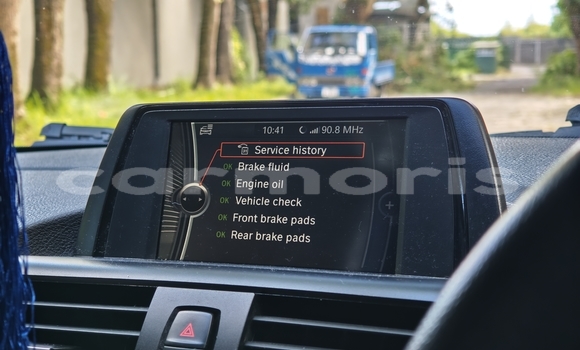 10:41 90.8 MHz
Service history
OK Brake fluid
OK Engine oil
OK Vehicle check
OK Front brake pads
OK Rear brake pads
carmoris